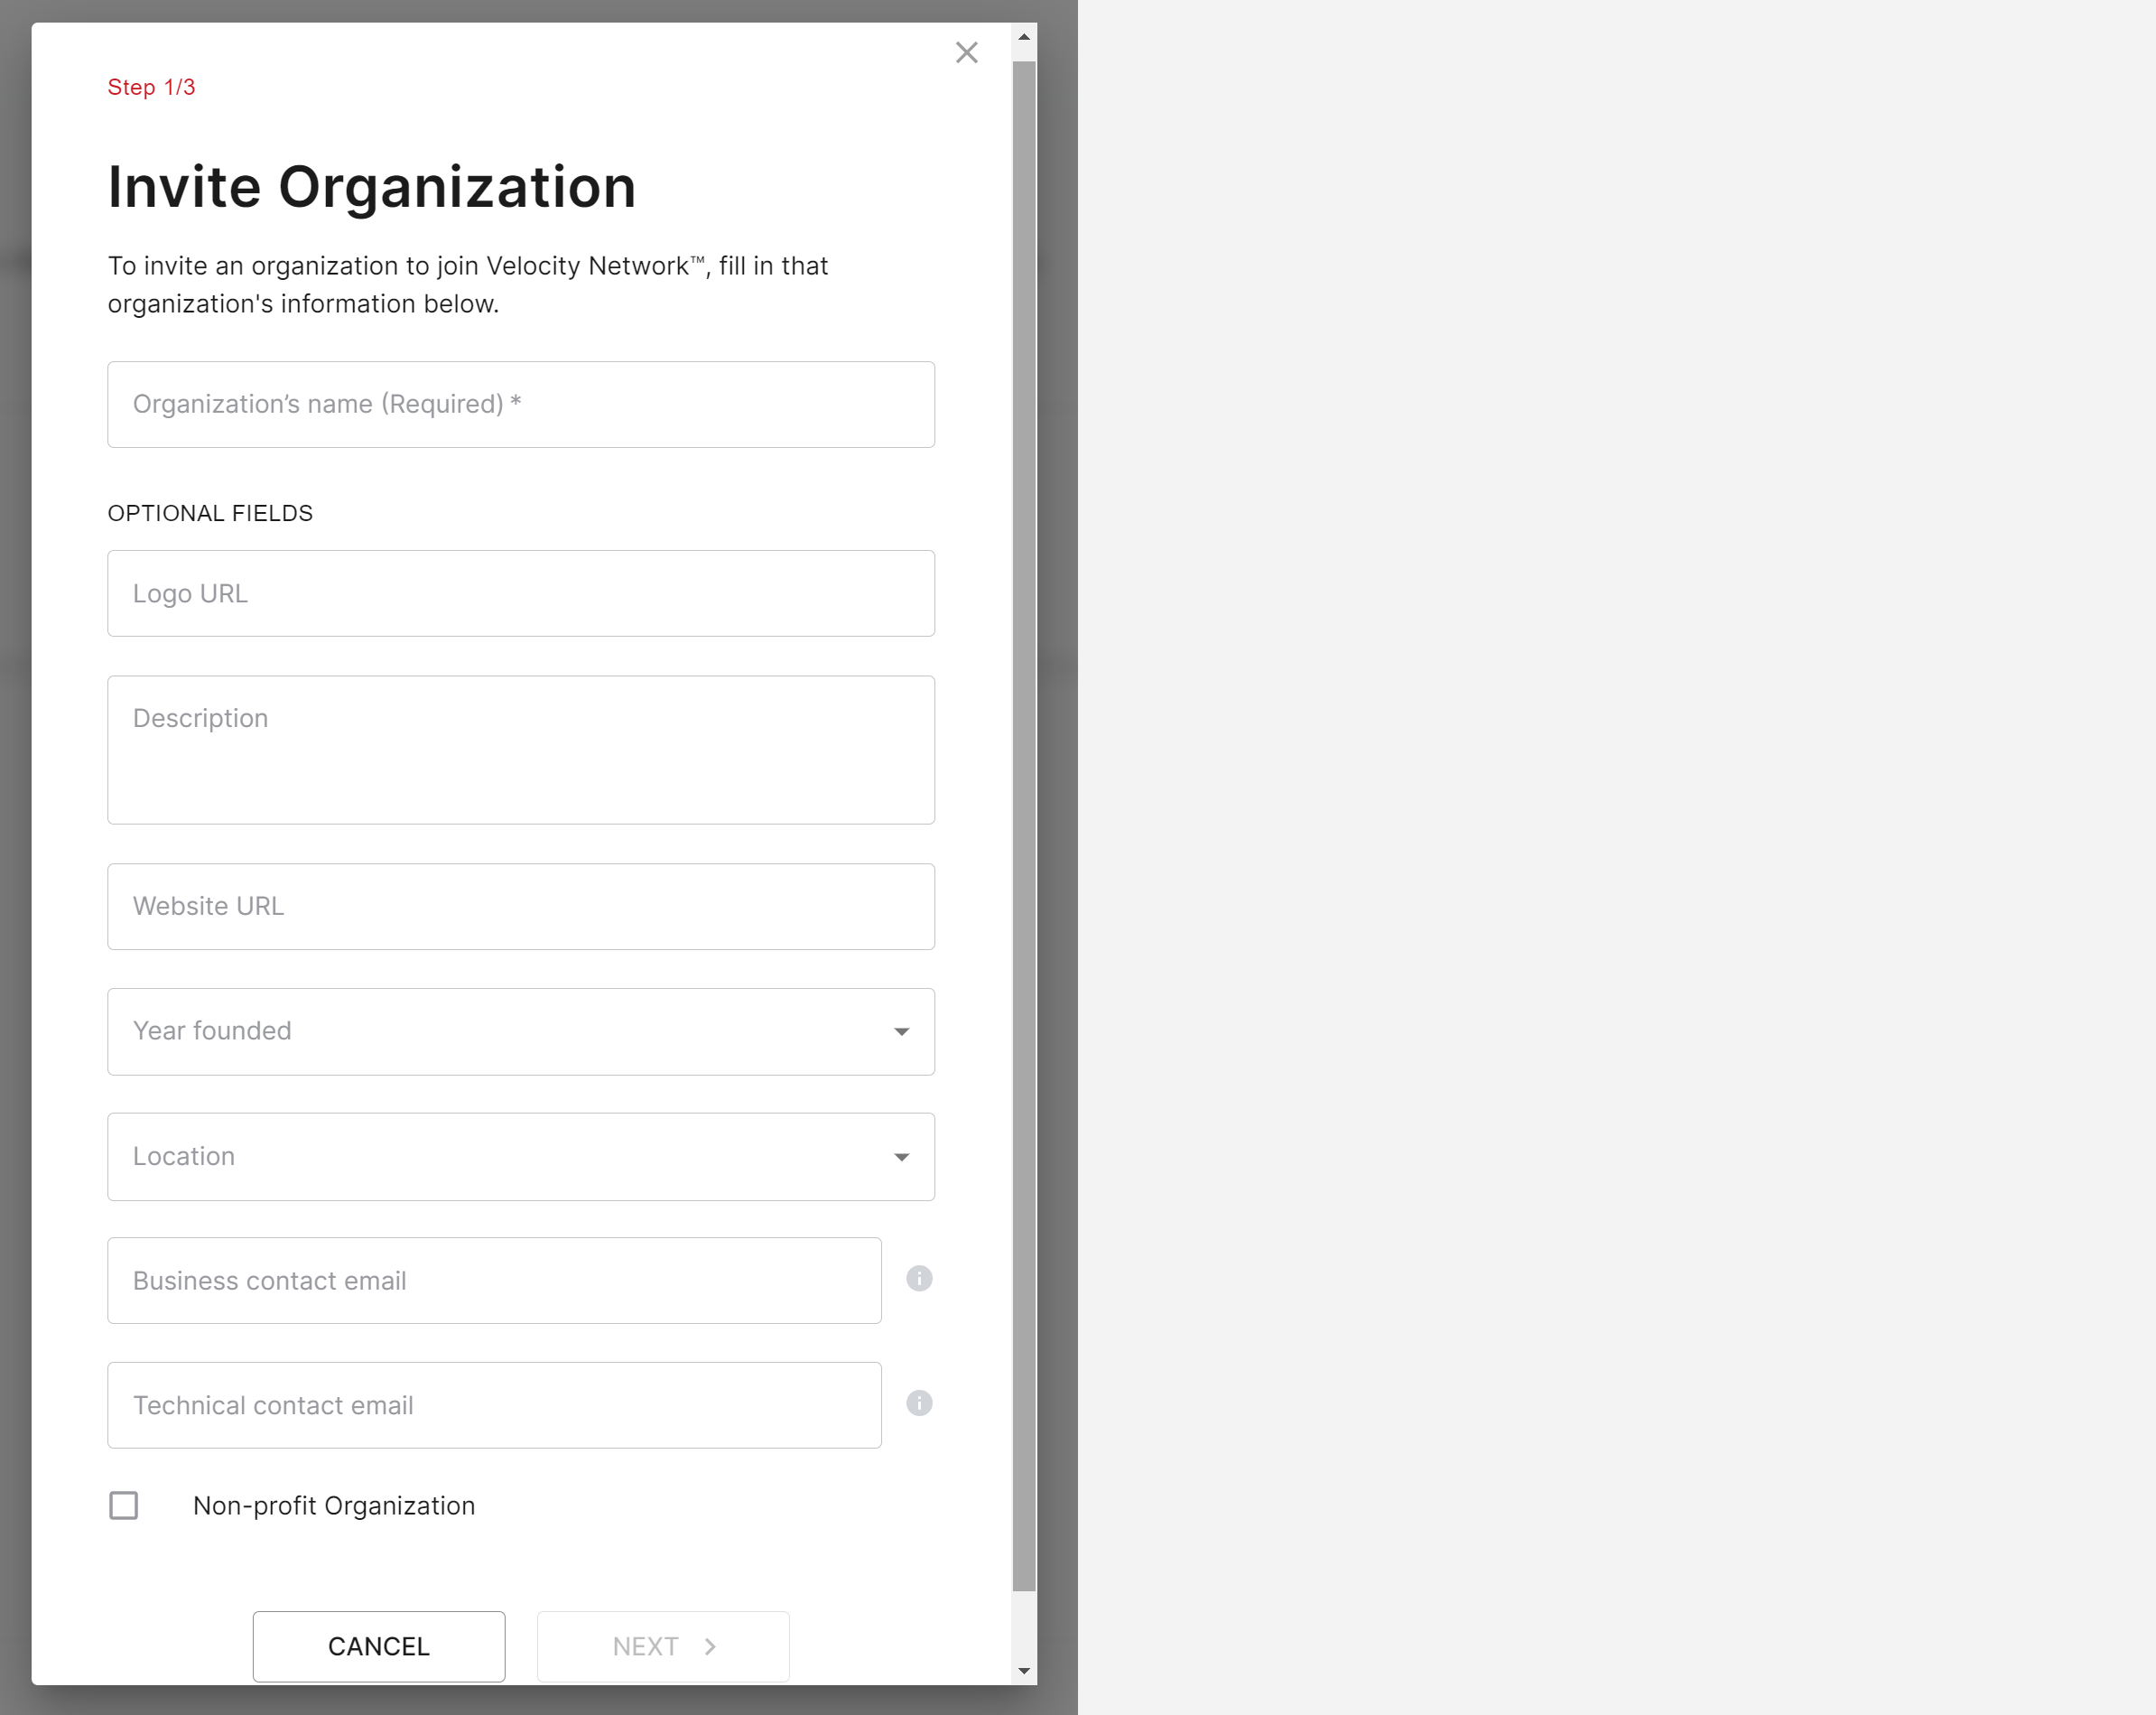 Step 1/3
Invite Organization
To invite an organization to join Velocity Network™, fill in that
organization's information below.
Organization’s name (Required) *
OPTIONAL FIELDS
Logo URL
Description
Website URL
Year founded
Location
Business contact email
Technical contact email
Non-profit Organization
CANCEL
NEXT